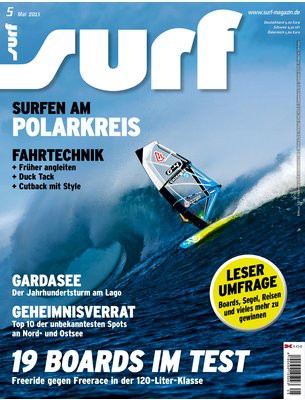 5 Mai 2013
www.surf-magazin.de
surf
surf
SURFEN AM
POLARKREIS
FAHRTECHNIK
+ Früher angleiten
+ Duck Tack
+ Cutback mit Style
GARDASEE
Der Jahrhundertsturm am Lago
GEHEIMNISVERRAT
Top 10 der unbekanntesten Spots
an Nord- und Ostsee
LESER
UMFRAGE
Boards, Segel, Reisen
und vieles mehr zu
gewinnen
19 BOARDS IM TEST
Freeride gegen Freerace in der 120-Liter-Klasse